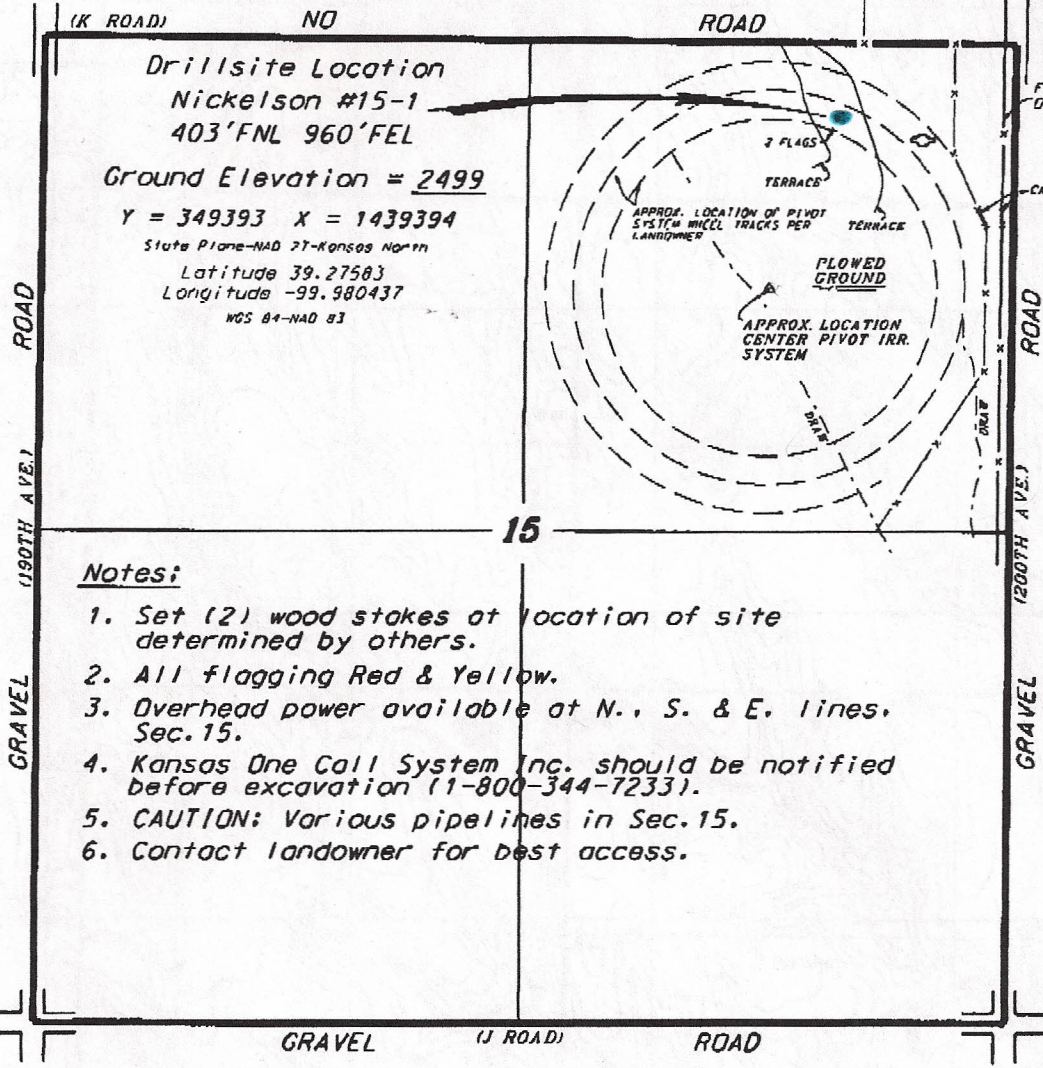 (K ROAD) NO ROAD
Drillsite Location
Nickelson #15-1
403'FNL 960'FEL
Ground Elevation = 2499
Y = 349393 X = 1439394
State Plane-NAD 27-Kansas North
Latitude 39.27583
Longitude -99.980437
WGS 84-NAD 83
FLAGS
TERRACE
TERRACE
APPROX. LOCATION OF PIVOT
SYSTEM WHEEL TRACKS PER
LANDOWNER
PLOWED
GROUND
APPROX. LOCATION
CENTER PIVOT IRR.
SYSTEM
DRAW
DRAW
GRAVEL (190TH AVE.) ROAD
GRAVEL (200TH AVE.) ROAD
15
Notes:
1. Set (2) wood stakes at location of site
determined by others.
2. All flagging Red & Yellow.
3. Overhead power available at N., S. & E. lines,
Sec. 15.
4. Kansas One Call System Inc. should be notified
before excavation (1-800-344-7233).
5. CAUTION: Various pipelines in Sec. 15.
6. Contact landowner for best access.
GRAVEL (J ROAD) ROAD